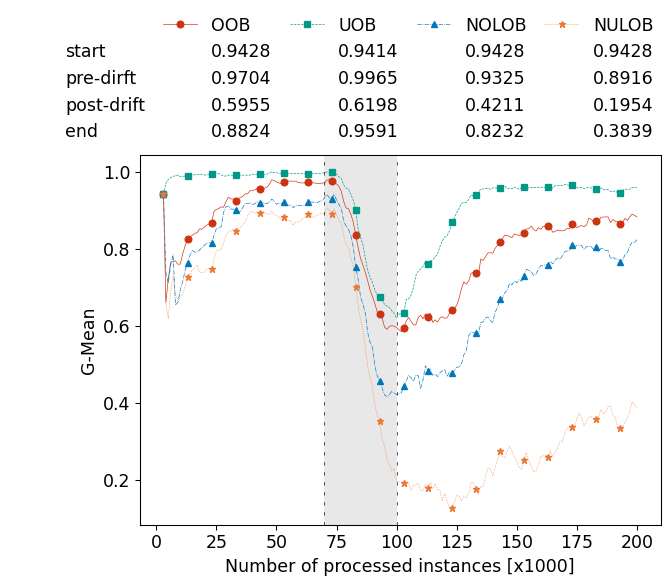 OOB UOB NOLOB NULOB
start 0.9428 0.9414 0.9428 0.9428
pre-dirft 0.9704 0.9965 0.9325 0.8916
post-drift 0.5955 0.6198 0.4211 0.1954
end 0.8824 0.9591 0.8232 0.3839
1.0
0.8
0.6
0.4
0.2
G-Mean
0 25 50 75 100 125 150 175 200
Number of processed instances [x1000]